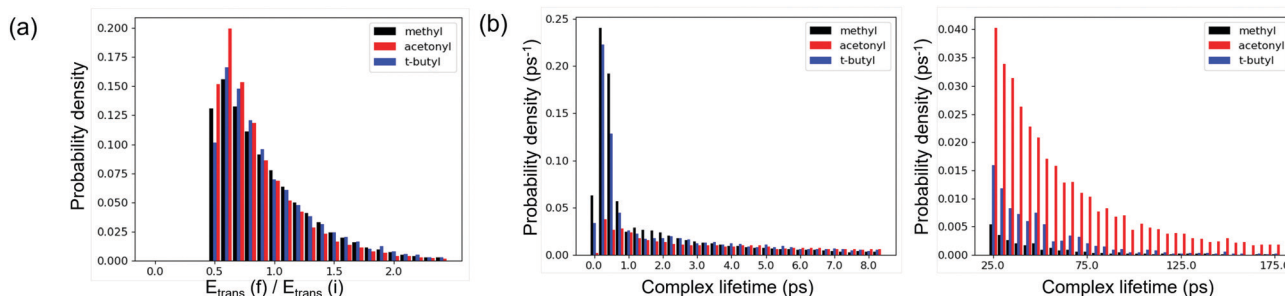 (a)
Probability density
0.200
0.175
0.150
0.125
0.100
0.075
0.050
0.025
0.000
0.0 0.5 1.0 1.5 2.0
E_trans (f) / E_trans (i)
methyl
acetonyl
t-butyl
(b)
Probability density (ps⁻¹)
0.25
0.20
0.15
0.10
0.05
0.00
0.0 1.0 2.0 3.0 4.0 5.0 6.0 7.0 8.0
Complex lifetime (ps)
methyl
acetonyl
t-butyl
Probability density (ps⁻¹)
0.040
0.035
0.030
0.025
0.020
0.015
0.010
0.005
0.000
25.0 75.0 125.0 175.0
Complex lifetime (ps)
methyl
acetonyl
t-butyl